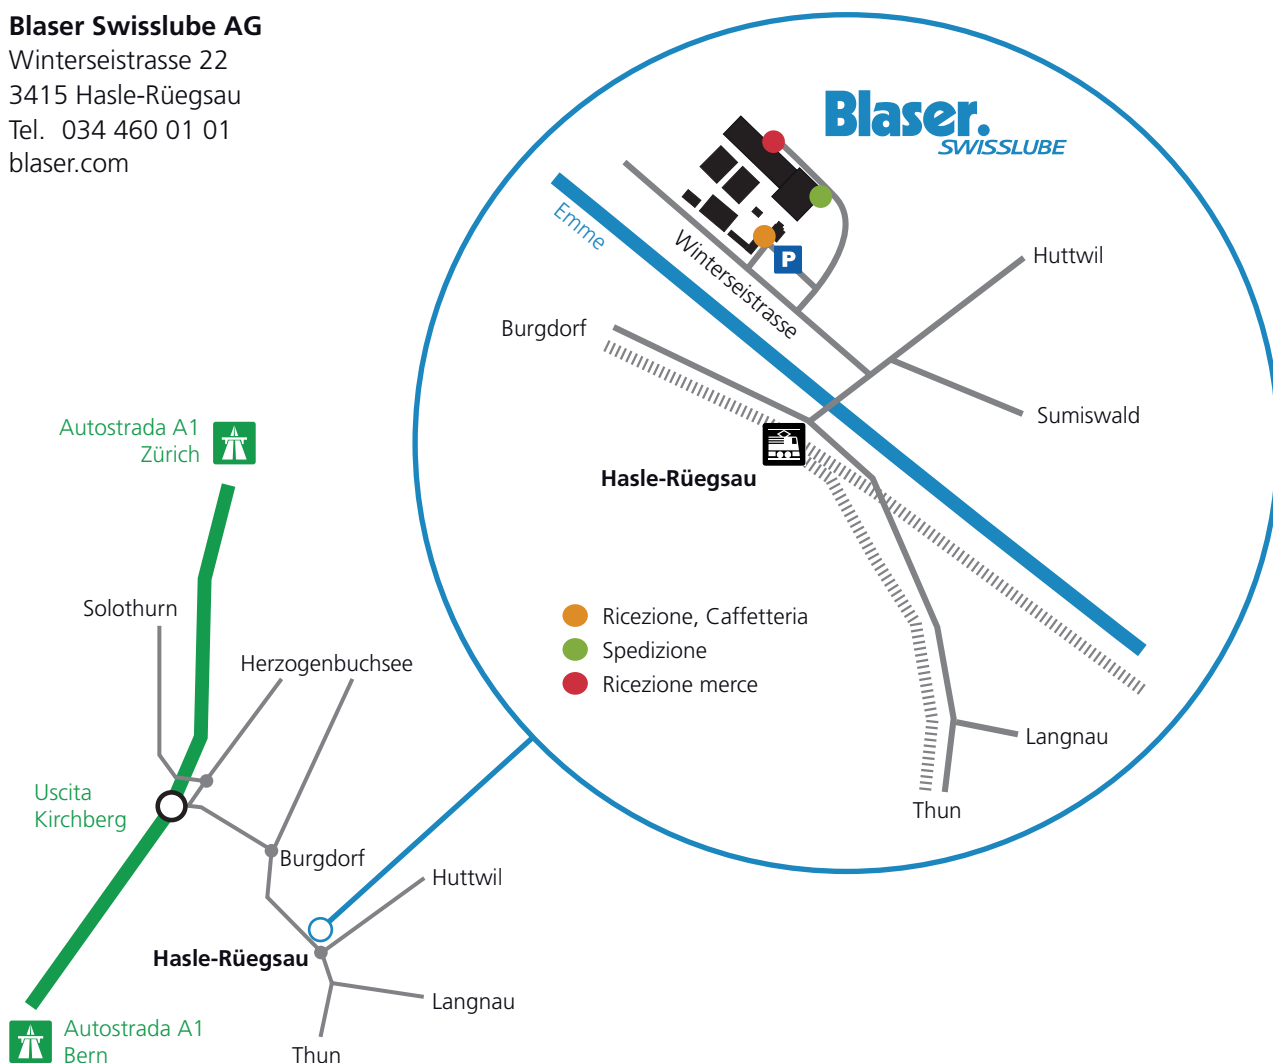 Blaser Swisslube AG
Winterseistrasse 22
3415 Hasle-Rüegsau
Tel. 034 460 01 01
blaser.com
Blaser.
SWISSLUBE
Emme
Winterseistrasse
P
Huttwil
Burgdorf
Sumiswald
Hasle-Rüegsau
Ricezione, Caffetteria
Spedizione
Ricezione merce
Langnau
Thun
Autostrada A1
Zürich
Solothurn
Herzogenbuchsee
Uscita
Kirchberg
Burgdorf
Huttwil
Hasle-Rüegsau
Langnau
Autostrada A1
Bern
Thun